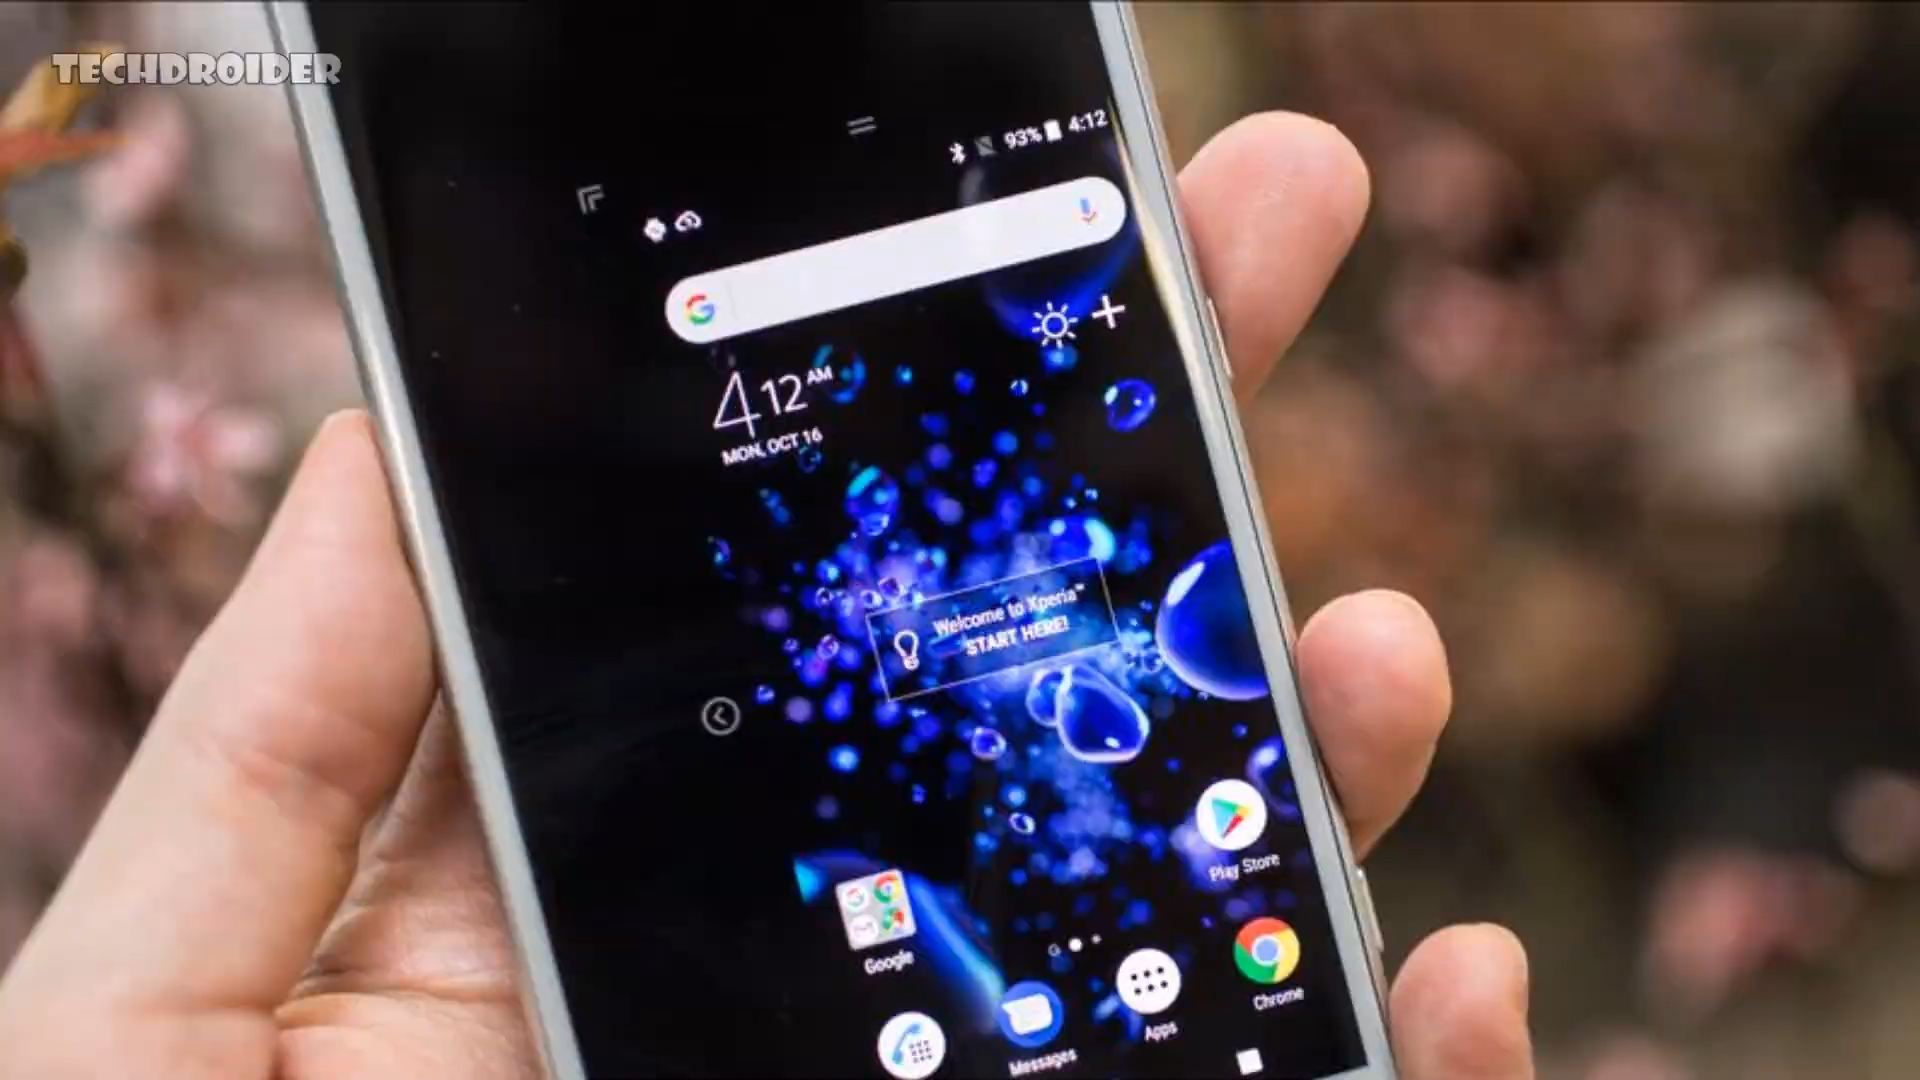 TECHDROIDER
93% 4:12
4 12 AM
MON, OCT 16
Welcome to Xperia™
START HERE!
Play Store
Google
Chrome
Apps
Messages